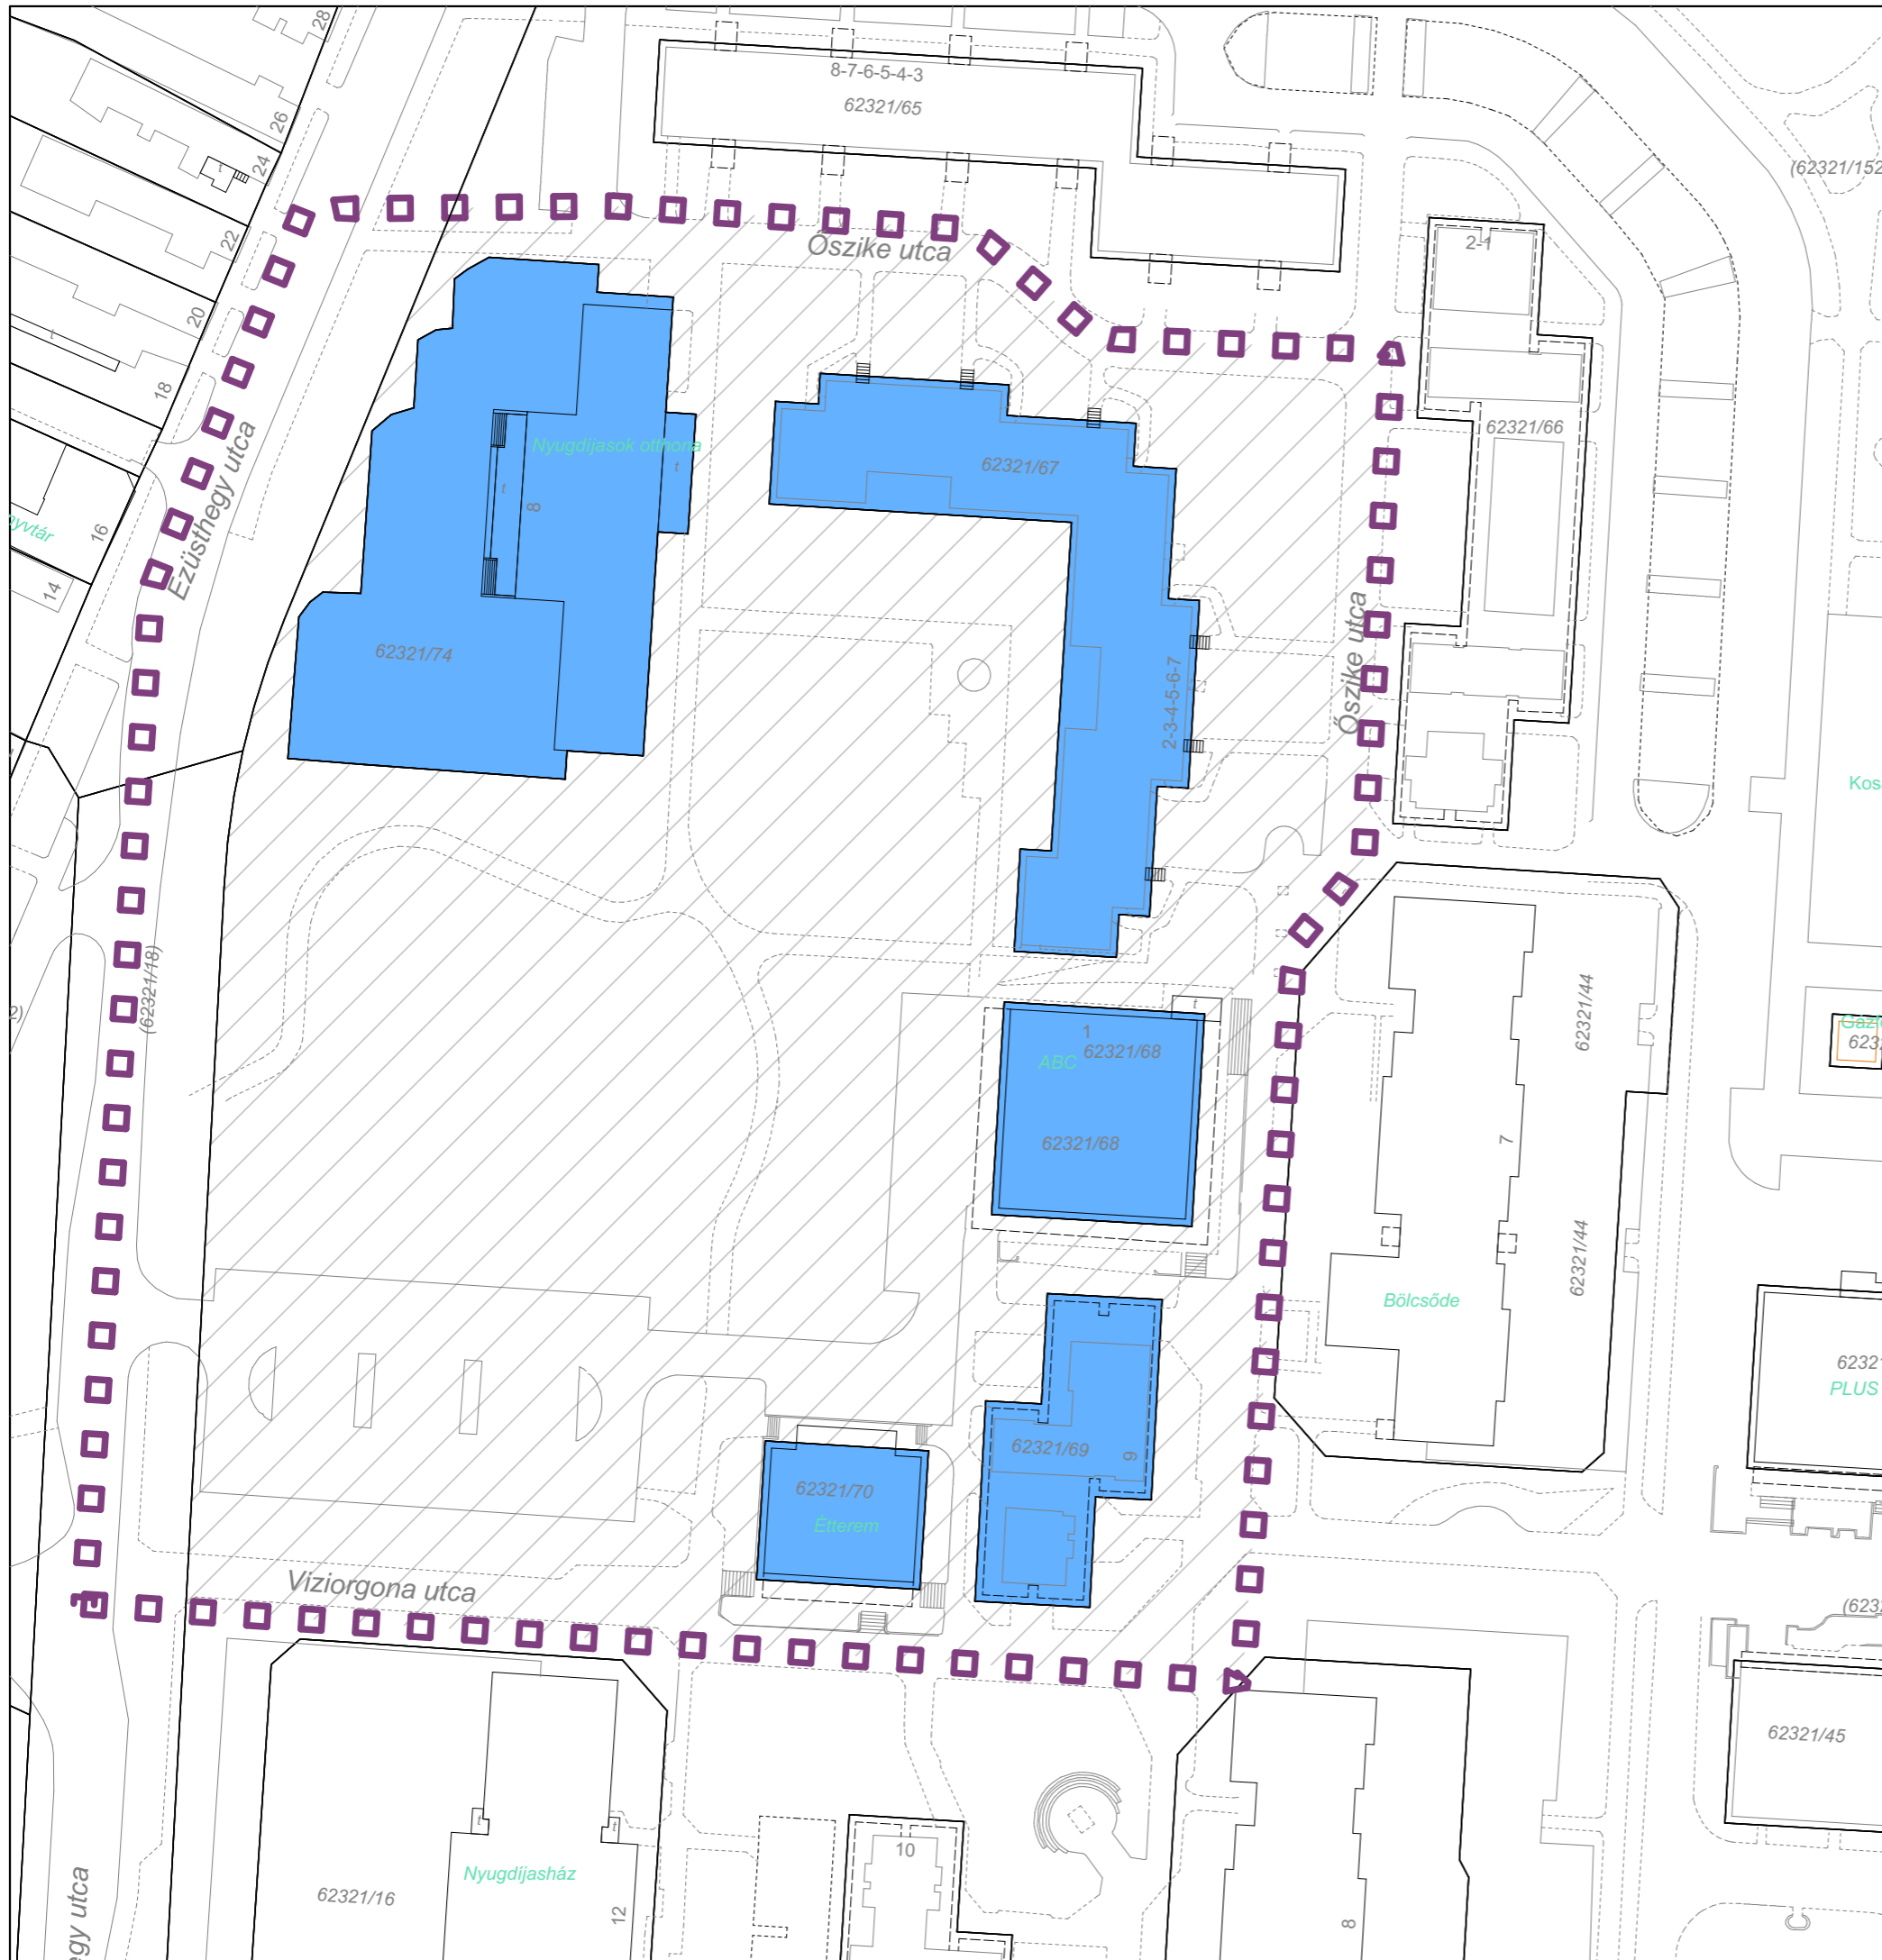 28
8-7-6-5-4-3
62321/65
26
24
t
(62321/152
22
Őszike utca
2-1
20
t
18
62321/66
Nyugdíjasok otthona
t
62321/67
t
8
16
Ezüsthegy utca
14
Őszike utca
62321/74
2-3-4-5-6-7
(62321/18)
2)
62321/44
t
1
62321/68
ABC
62321/68
7
62321/44
Bölcsőde
62321/69
9
PLUS
62321/70
Étterem
Víziorgona utca
62321/45
10
t
t
Nyugdíjasház
62321/16
12
8